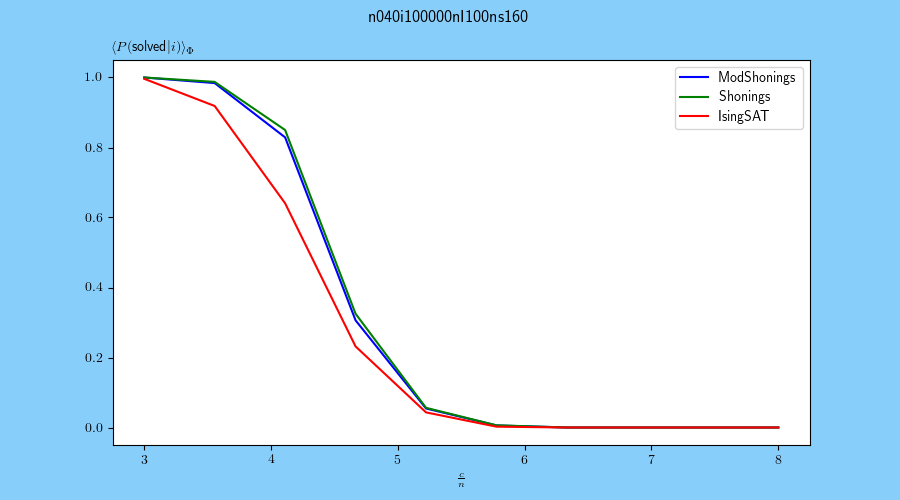 n040i100000nI100ns160
⟨P(solved|i)⟩Φ
1.0
0.8
0.6
0.4
0.2
0.0
3 4 5 6 7 8
c/n
ModShonings
Shonings
IsingSAT